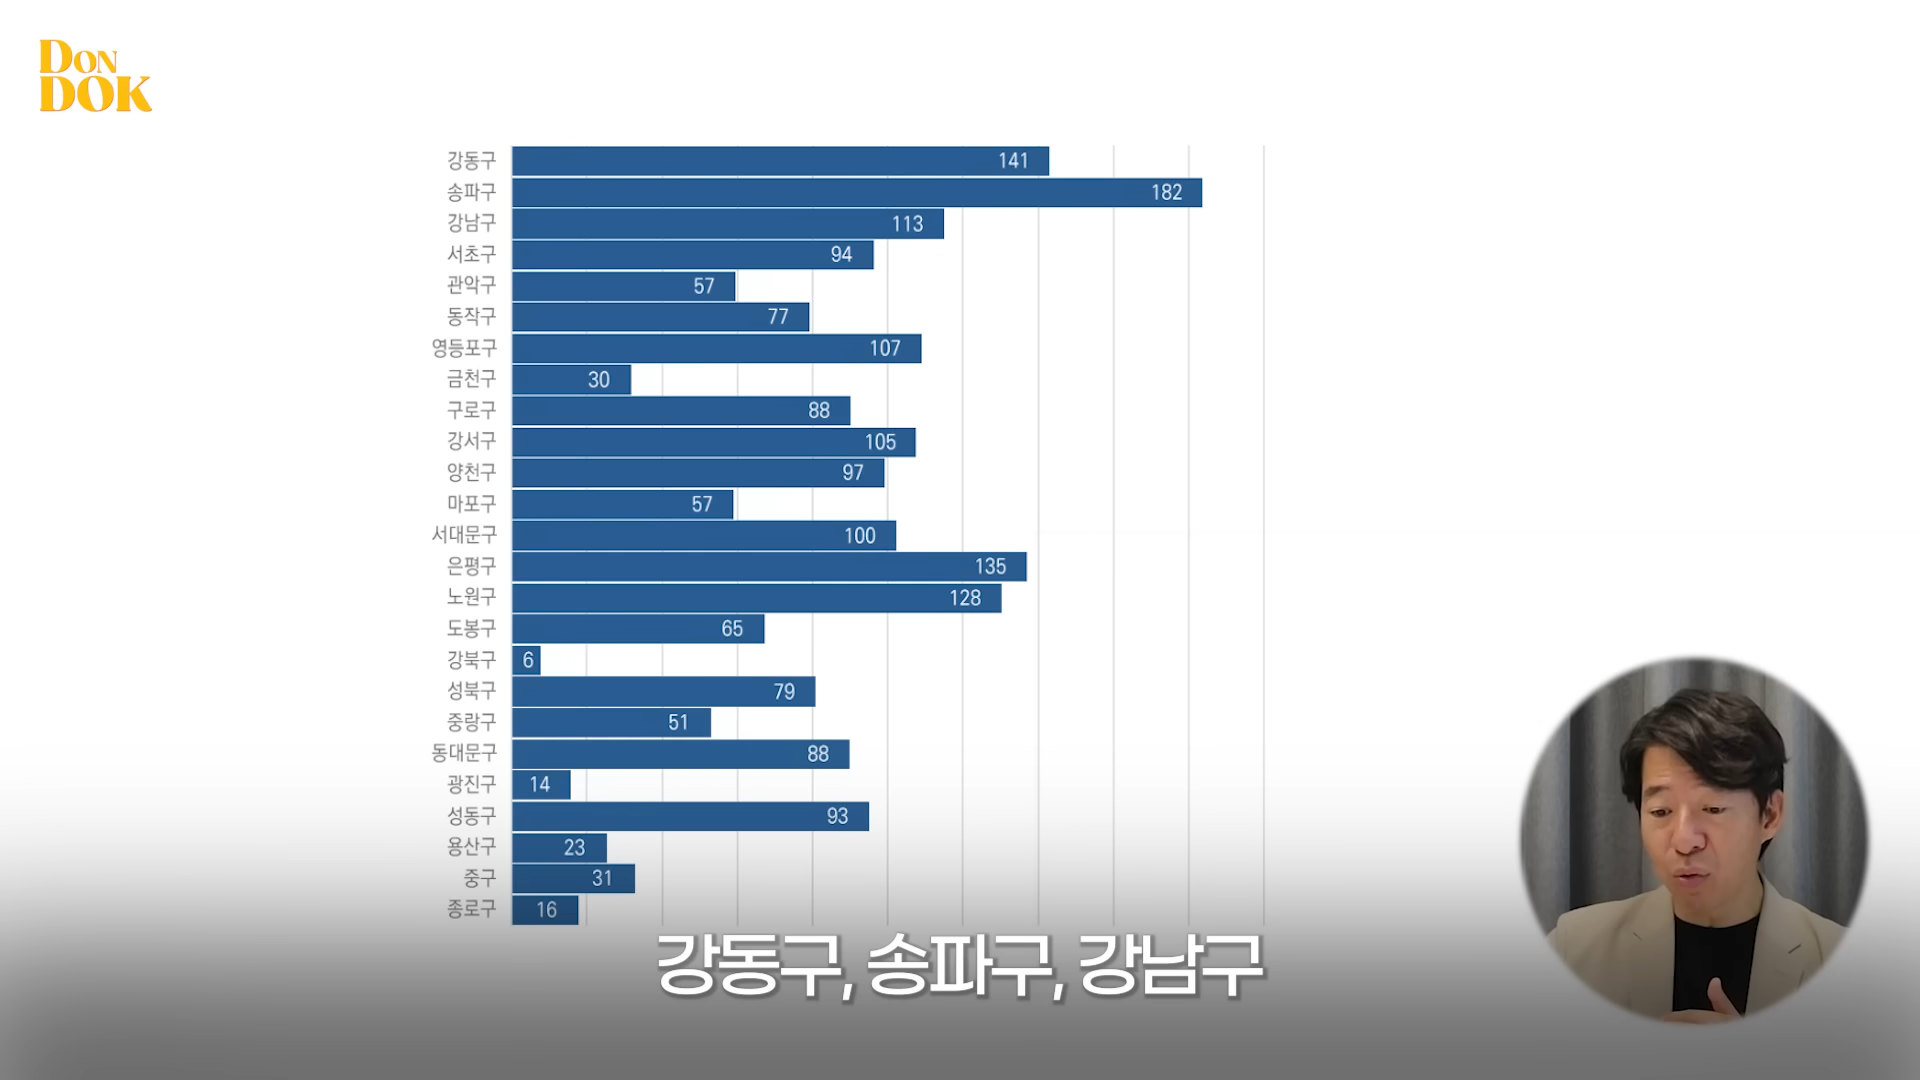 DON
DOK
강동구 141
송파구 182
강남구 113
서초구 94
관악구 57
동작구 77
영등포구 107
금천구 30
구로구 88
강서구 105
양천구 97
마포구 57
서대문구 100
은평구 135
노원구 128
도봉구 65
강북구 6
성북구 79
중랑구 51
동대문구 88
광진구 14
성동구 93
용산구 23
중구 31
종로구 16
강동구, 송파구, 강남구